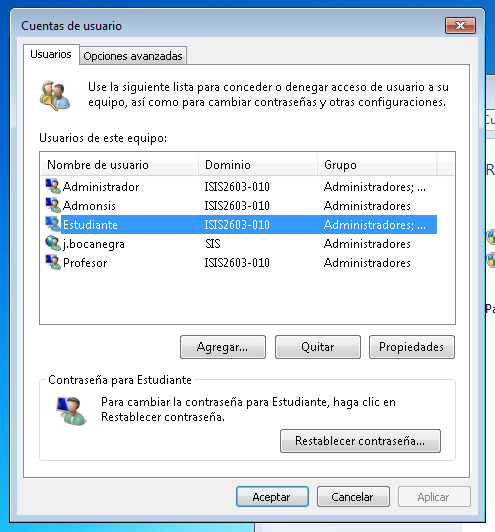 Cuentas de usuario
Usuarios
Opciones avanzadas
Use la siguiente lista para conceder o denegar acceso de usuario a su
equipo, así como para cambiar contraseñas y otras configuraciones.
Usuarios de este equipo:
Nombre de usuario Dominio Grupo
Administrador ISIS2603-010 Administradores; ...
Admonsis ISIS2603-010 Administradores
Estudiante ISIS2603-010 Administradores; ...
j.bocanegra SIS Administradores
Profesor ISIS2603-010 Administradores
Agregar... Quitar Propiedades
Contraseña para Estudiante
Para cambiar la contraseña para Estudiante, haga clic en
Restablecer contraseña.
Restablecer contraseña...
Aceptar Cancelar Aplicar